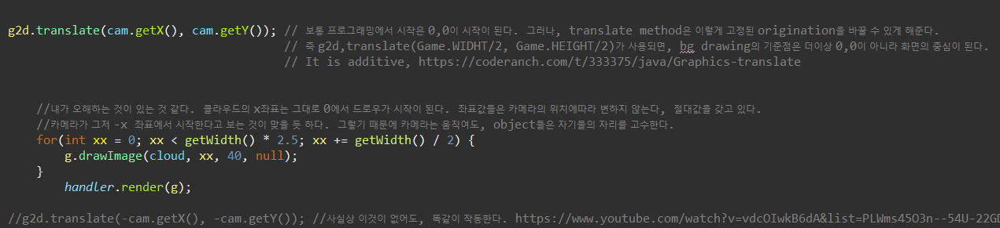 g2d.translate(cam.getX(), cam.getY()); // 보통 프로그래밍에서 시작은 0,0이 시작이 된다. 그러나, translate method은 이렇게 고정된 origination을 바꿀 수 있게 해준다.
// 즉 g2d,translate(Game.WIDHT/2, Game.HEIGHT/2)가 사용되면, bg drawing의 기준점은 더이상 0,0이 아니라 화면의 중심이 된다.
// It is additive, https://coderanch.com/t/333375/java/Graphics-translate
//내가 오해하는 것이 있는 것 같다. 클라우드의 x좌표는 그대로 0에서 드로우가 시작이 된다. 좌표값들은 카메라의 위치에따라 변하지 않는다, 절대값을 갖고 있다.
//카메라가 그저 -x 좌표에서 시작한다고 보는 것이 맞을 듯 하다. 그렇기 때문에 카메라는 움직여도, object들은 자기들의 자리를 고수한다.
for(int xx = 0; xx < getWidth() * 2.5; xx += getWidth() / 2) {
g.drawImage(cloud, xx, 40, null);
}
handler.render(g);
//g2d.translate(-cam.getX(), -cam.getY()); //사실상 이것이 없어도, 똑같이 작동한다. https://www.youtube.com/watch?v=vdcOIwkB6dA&list=PLWms45O3n--54U-22GD